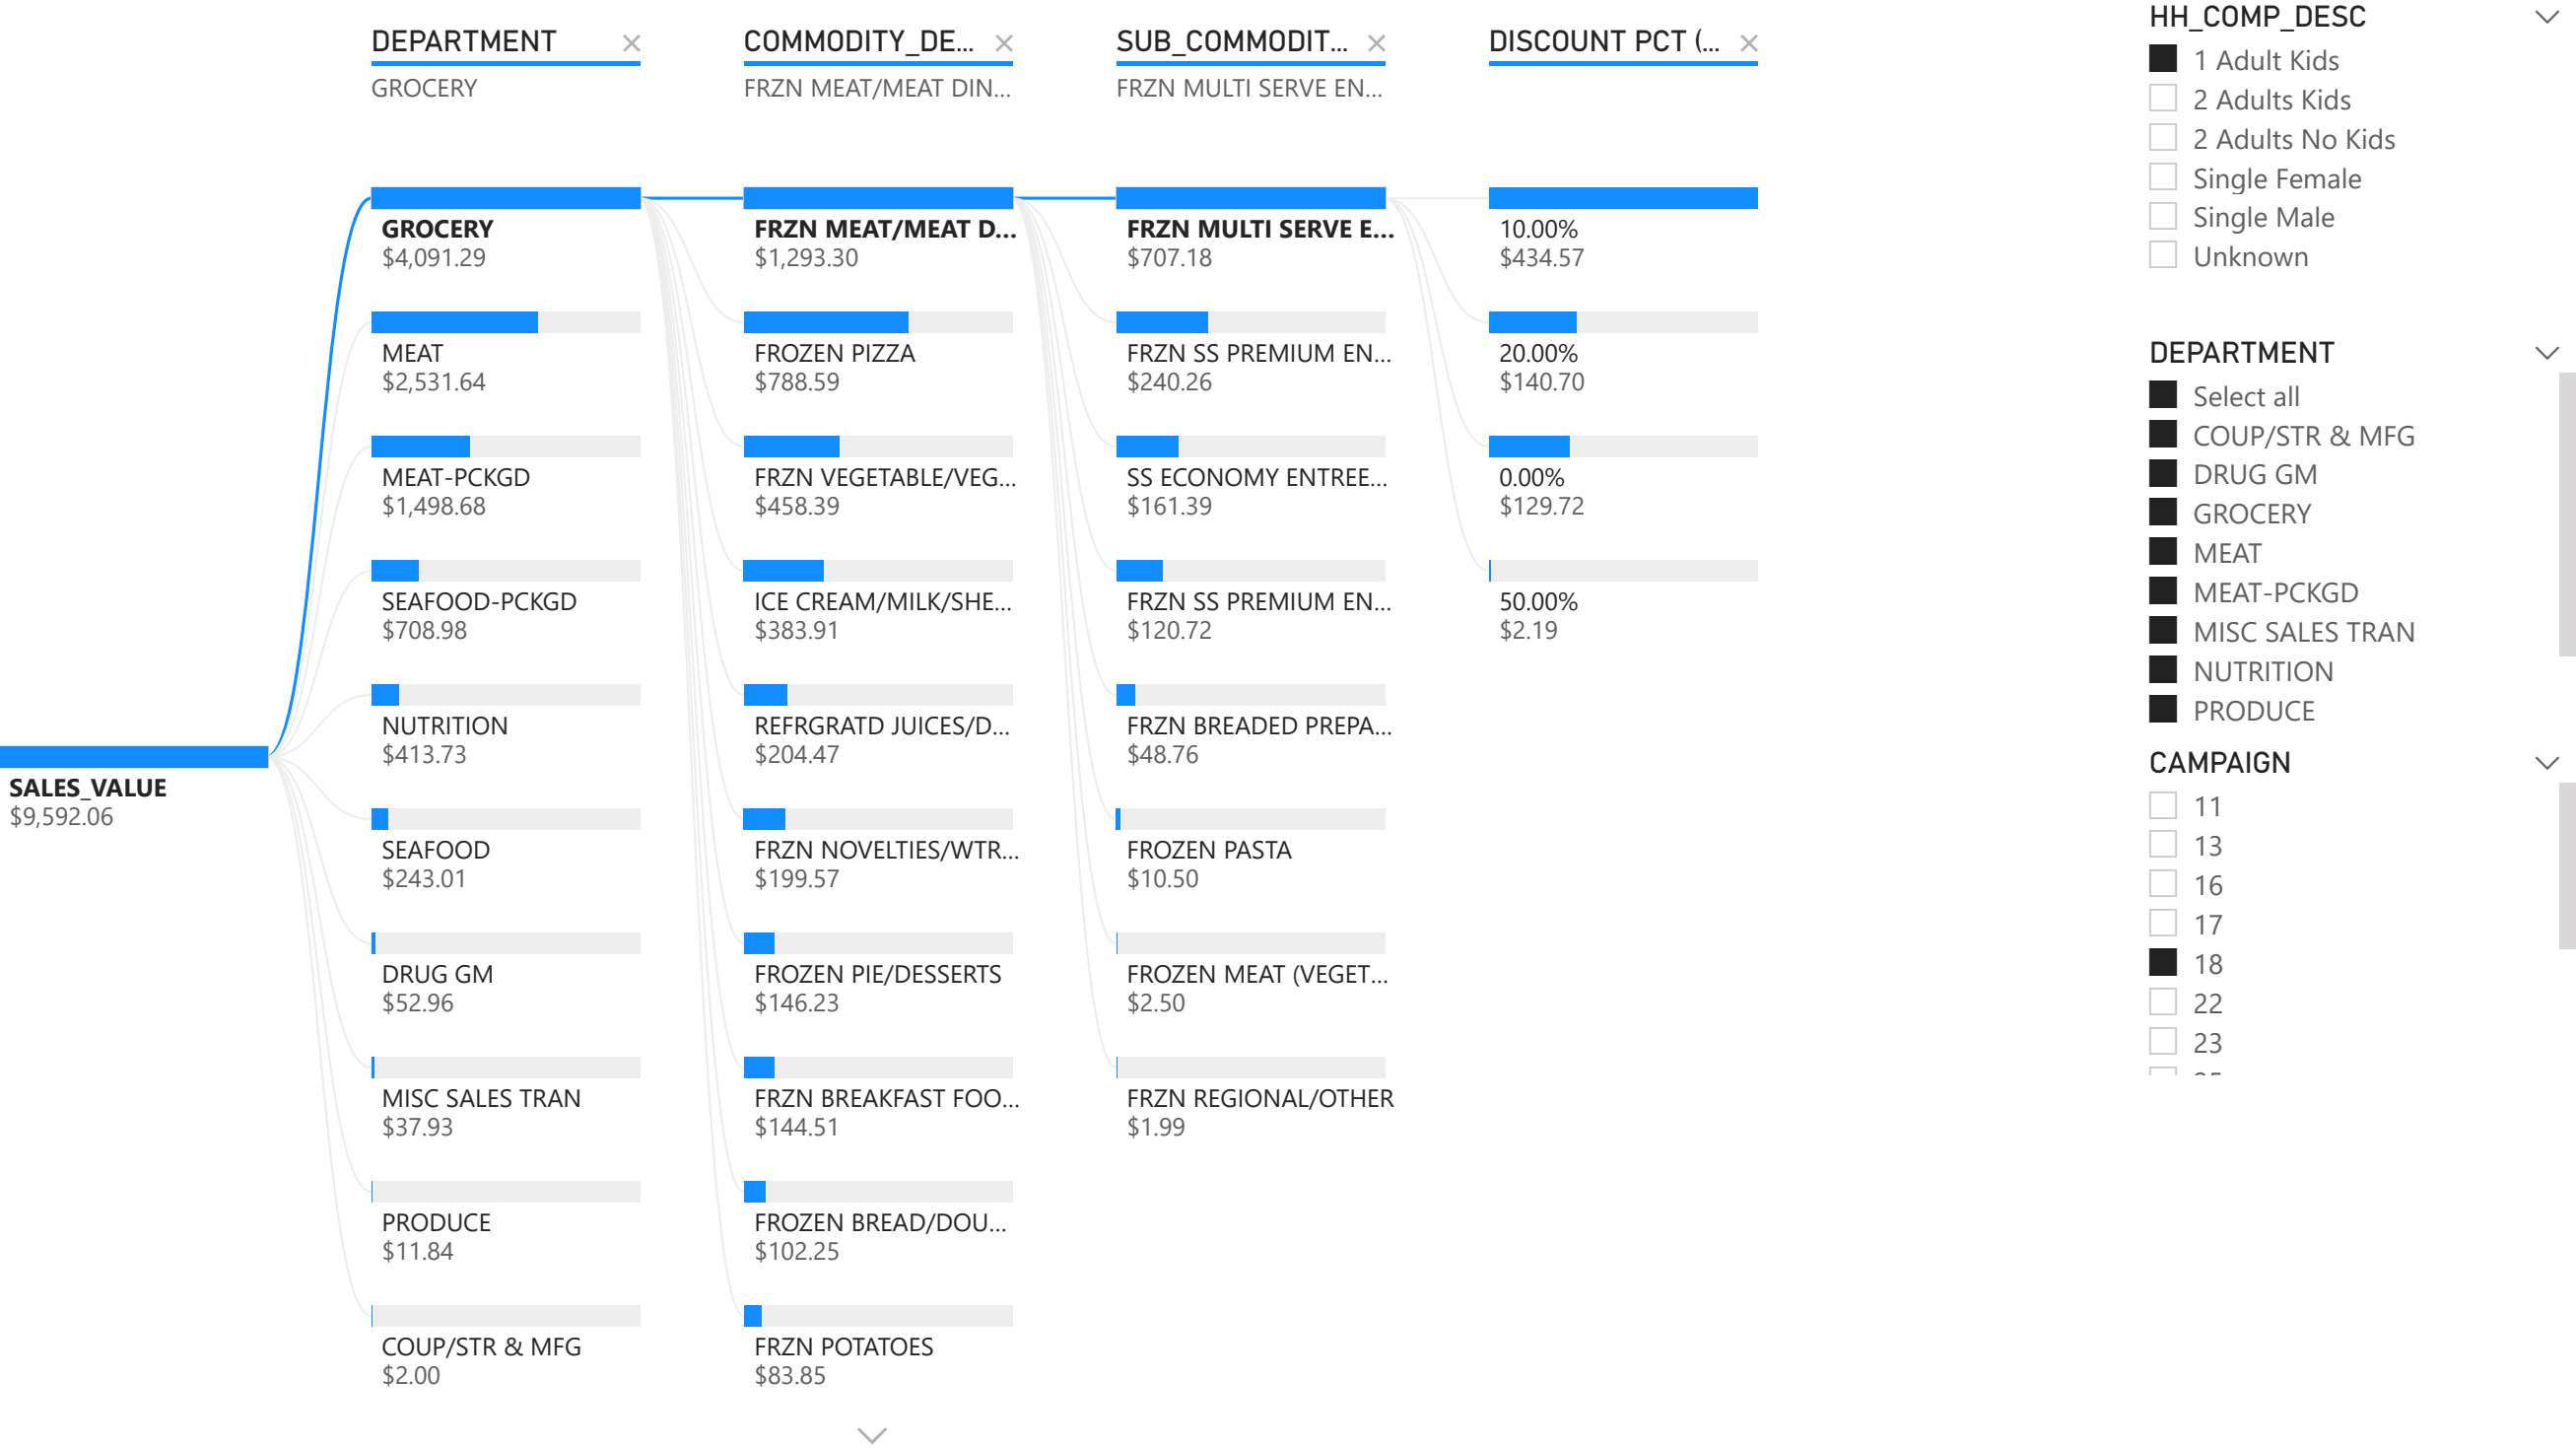 DEPARTMENT
GROCERY
COMMODITY_DE...
FRZN MEAT/MEAT DIN...
SUB_COMMODIT...
FRZN MULTI SERVE EN...
DISCOUNT PCT (...
SALES_VALUE
$9,592.06
GROCERY
$4,091.29
MEAT
$2,531.64
MEAT-PCKGD
$1,498.68
SEAFOOD-PCKGD
$708.98
NUTRITION
$413.73
SEAFOOD
$243.01
DRUG GM
$52.96
MISC SALES TRAN
$37.93
PRODUCE
$11.84
COUP/STR & MFG
$2.00
FRZN MEAT/MEAT D...
$1,293.30
FROZEN PIZZA
$788.59
FRZN VEGETABLE/VEG...
$458.39
ICE CREAM/MILK/SHE...
$383.91
REFRGRATD JUICES/D...
$204.47
FRZN NOVELTIES/WTR...
$199.57
FROZEN PIE/DESSERTS
$146.23
FRZN BREAKFAST FOO...
$144.51
FROZEN BREAD/DOU...
$102.25
FRZN POTATOES
$83.85
FRZN MULTI SERVE E...
$707.18
FRZN SS PREMIUM EN...
$240.26
SS ECONOMY ENTREE...
$161.39
FRZN SS PREMIUM EN...
$120.72
FRZN BREADED PREPA...
$48.76
FROZEN PASTA
$10.50
FROZEN MEAT (VEGET...
$2.50
FRZN REGIONAL/OTHER
$1.99
10.00%
$434.57
20.00%
$140.70
0.00%
$129.72
50.00%
$2.19
HH_COMP_DESC
1 Adult Kids
2 Adults Kids
2 Adults No Kids
Single Female
Single Male
Unknown
DEPARTMENT
Select all
COUP/STR & MFG
DRUG GM
GROCERY
MEAT
MEAT-PCKGD
MISC SALES TRAN
NUTRITION
PRODUCE
CAMPAIGN
11
13
16
17
18
22
23